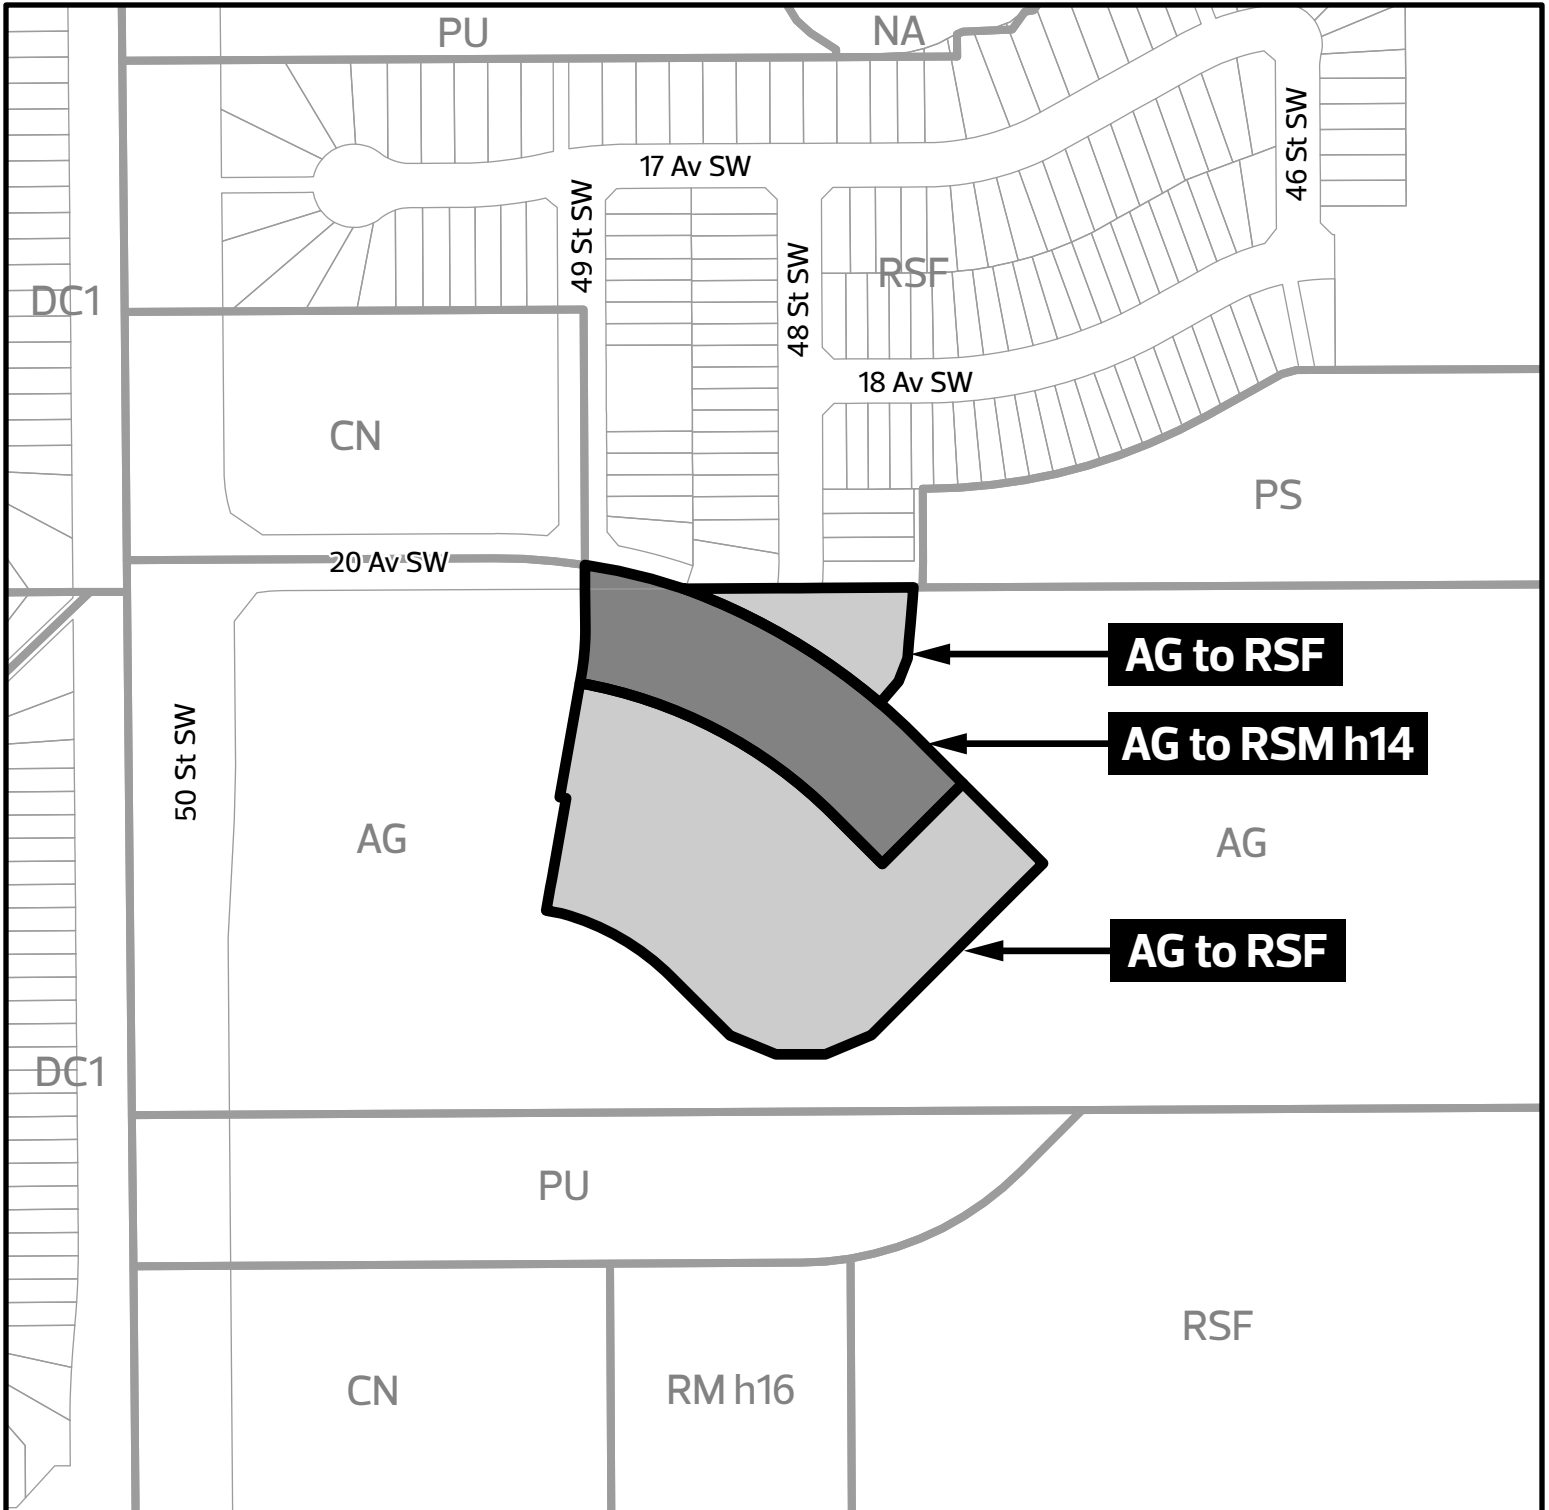 PU
NA
17 Av SW
46 St SW
49 St SW
48 St SW
RSF
DC1
18 Av SW
CN
PS
20 Av SW
AG to RSF
AG to RSM h14
50 St SW
AG
AG
AG to RSF
DC1
PU
RSF
CN
RM h16